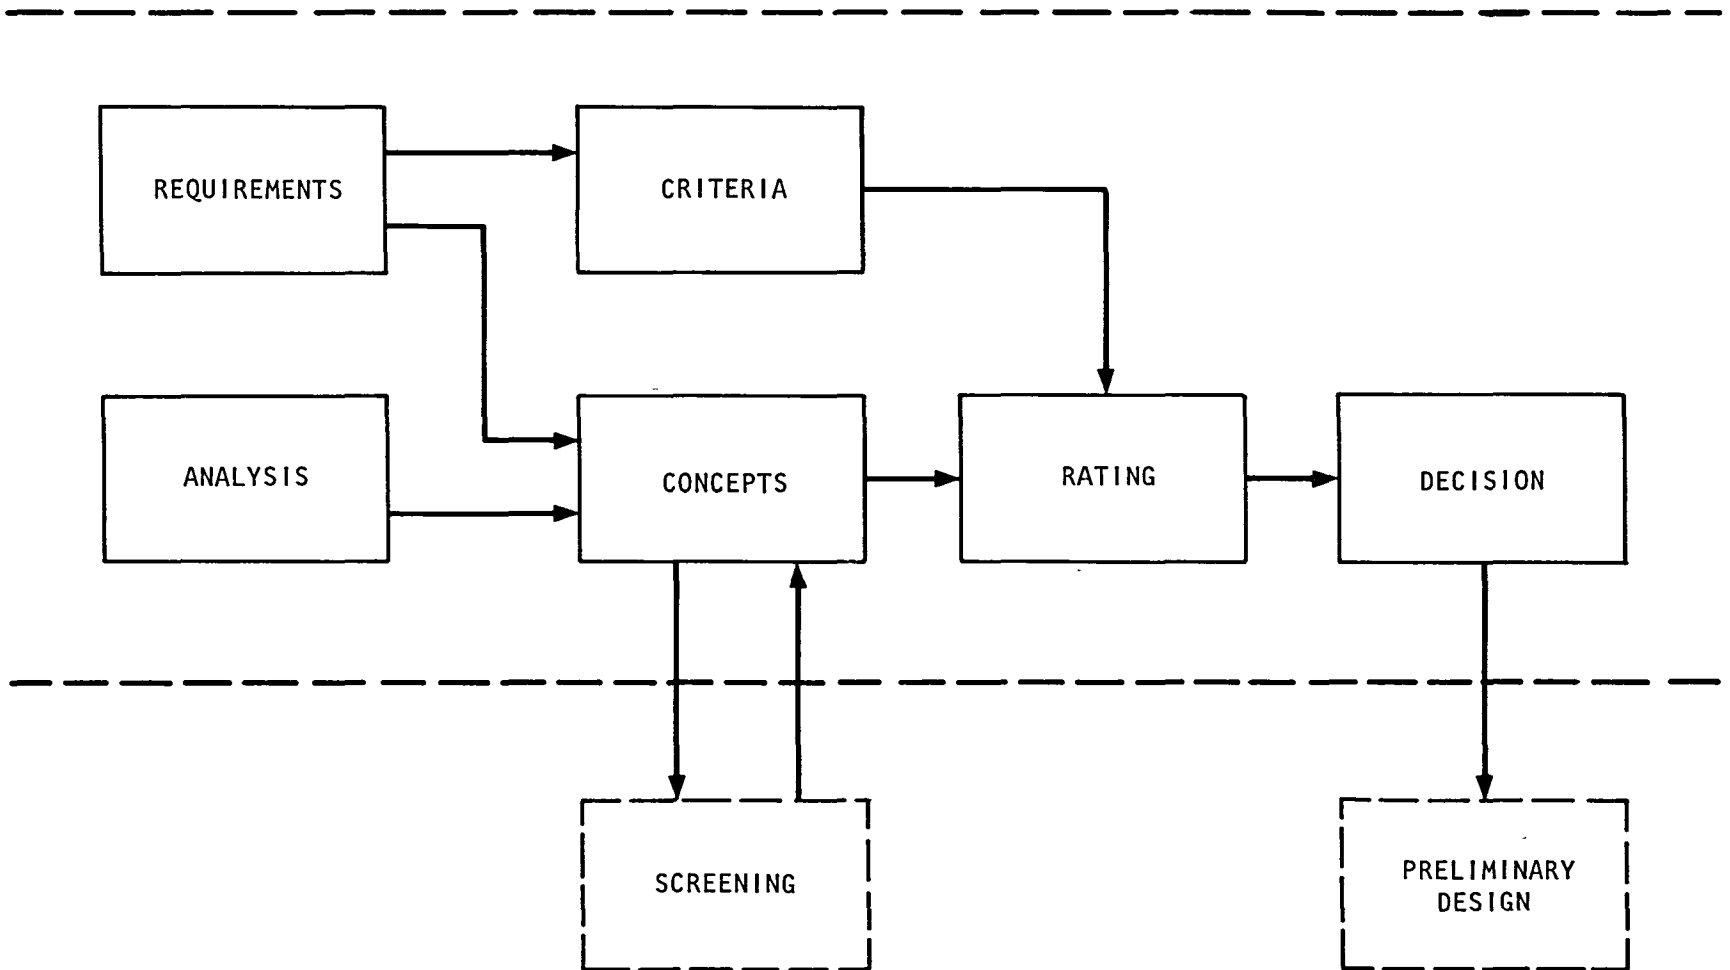 REQUIREMENTS
CRITERIA
ANALYSIS
CONCEPTS
RATING
DECISION
SCREENING
PRELIMINARY
DESIGN